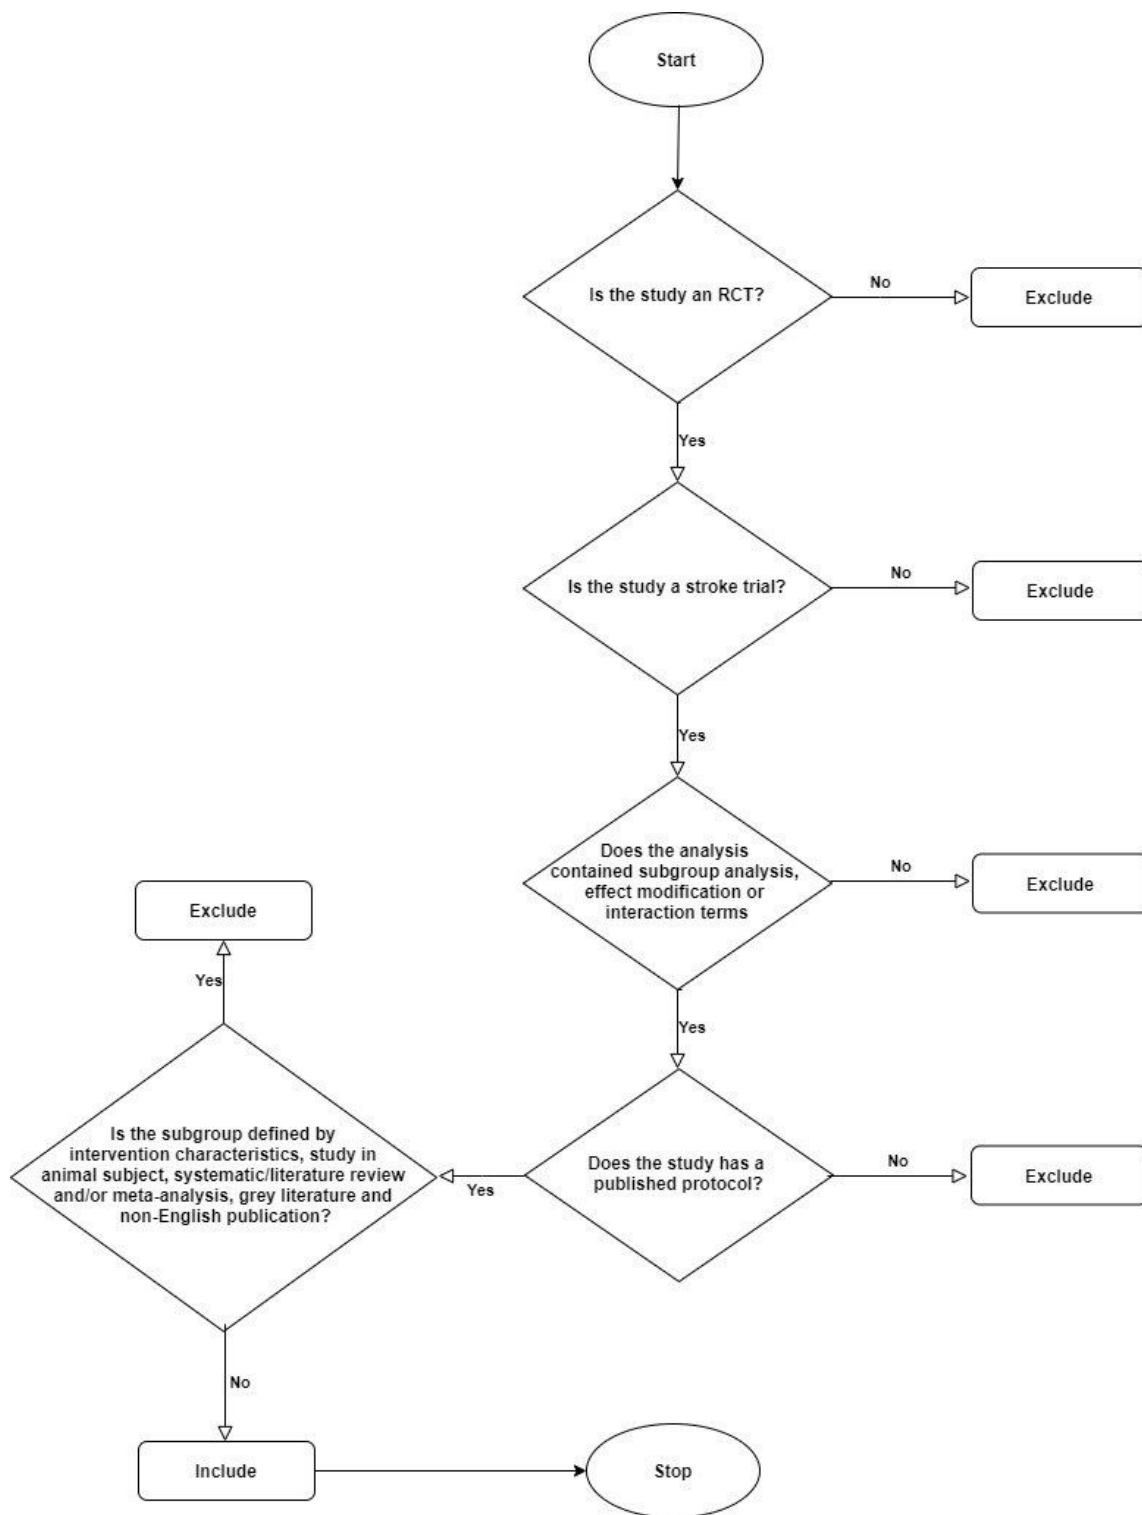 Start
Is the study an RCT?
No
Exclude
Yes
Is the study a stroke trial?
No
Exclude
Yes
Does the analysis
contained subgroup analysis,
effect modification or
interaction terms
No
Exclude
Yes
Does the study has a
published protocol?
No
Exclude
Yes
Is the subgroup defined by
intervention characteristics, study in
animal subject, systematic/literature review
and/or meta-analysis, grey literature and
non-English publication?
Yes
Exclude
No
Include
Stop